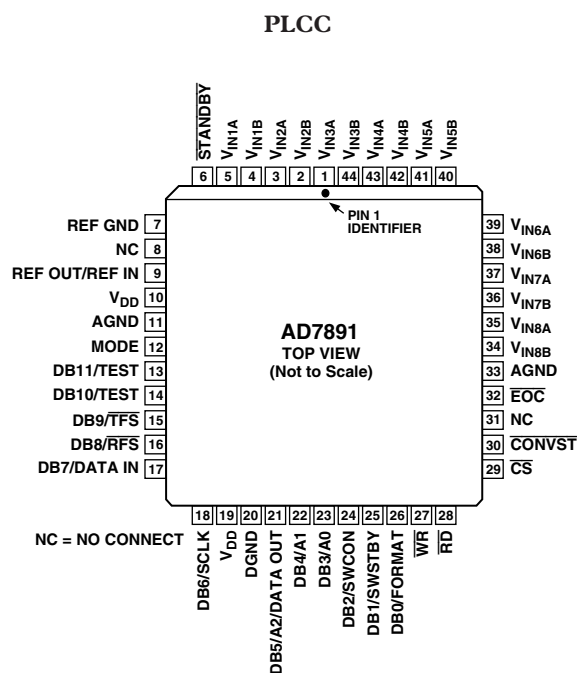 PLCC
STANDBY
VIN1A
VIN1B
VIN2A
VIN2B
VIN3A
VIN3B
VIN4A
VIN4B
VIN5A
VIN5B
6 5 4 3 2 1 44 43 42 41 40
PIN 1
IDENTIFIER
REF GND 7
NC 8
REF OUT/REF IN 9
VDD 10
AGND 11
MODE 12
DB11/TEST 13
DB10/TEST 14
DB9/TFS 15
DB8/RFS 16
DB7/DATA IN 17
AD7891
TOP VIEW
(Not to Scale)
39 VIN6A
38 VIN6B
37 VIN7A
36 VIN7B
35 VIN8A
34 VIN8B
33 AGND
32 EOC
31 NC
30 CONVST
29 CS
18 19 20 21 22 23 24 25 26 27 28
NC = NO CONNECT
DB6/SCLK
VDD
DGND
DB5/A2/DATA OUT
DB4/A1
DB3/A0
DB2/SWCON
DB1/SWSTBY
DB0/FORMAT
WR
RD